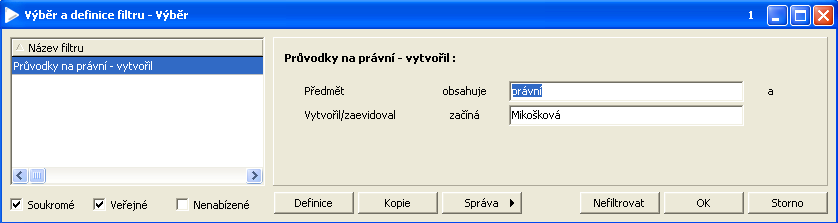 Výběr a definice filtru - Výběr 1
Název filtru
Průvodky na právní - vytvořil
Průvodky na právní - vytvořil :
Předmět obsahuje právní a
Vytvořil/zaevidoval začíná Mikošková
Soukromé Veřejné Nenabízené
Definice Kopie Správa Nefiltrovat OK Storno